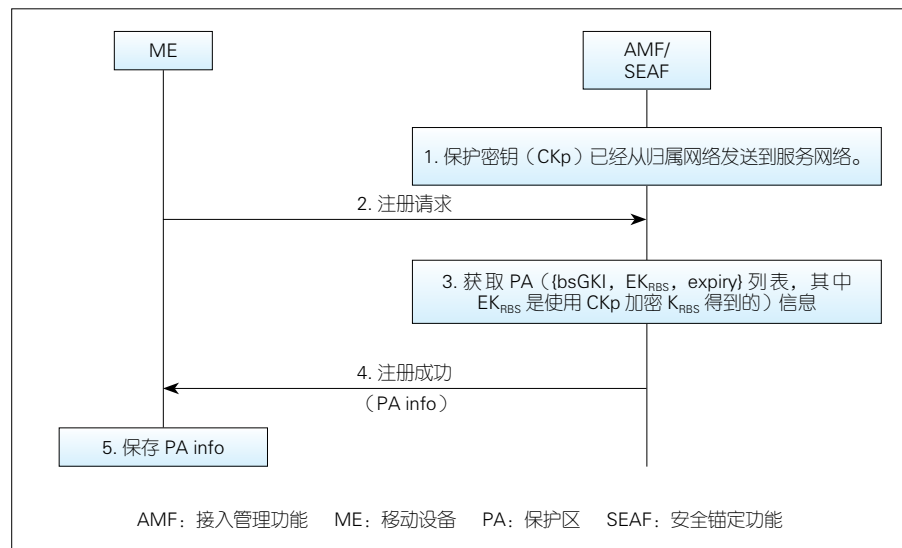 ME
AMF/
SEAF
1. 保护密钥（CKp）已经从归属网络发送到服务网络。
2. 注册请求
3. 获取 PA（{bsGKI，EKRBS，expiry} 列表，其中
EKRBS 是使用 CKp 加密 KRBS 得到的）信息
4. 注册成功
（PA info）
5. 保存 PA info
AMF：接入管理功能 ME：移动设备 PA：保护区 SEAF：安全锚定功能